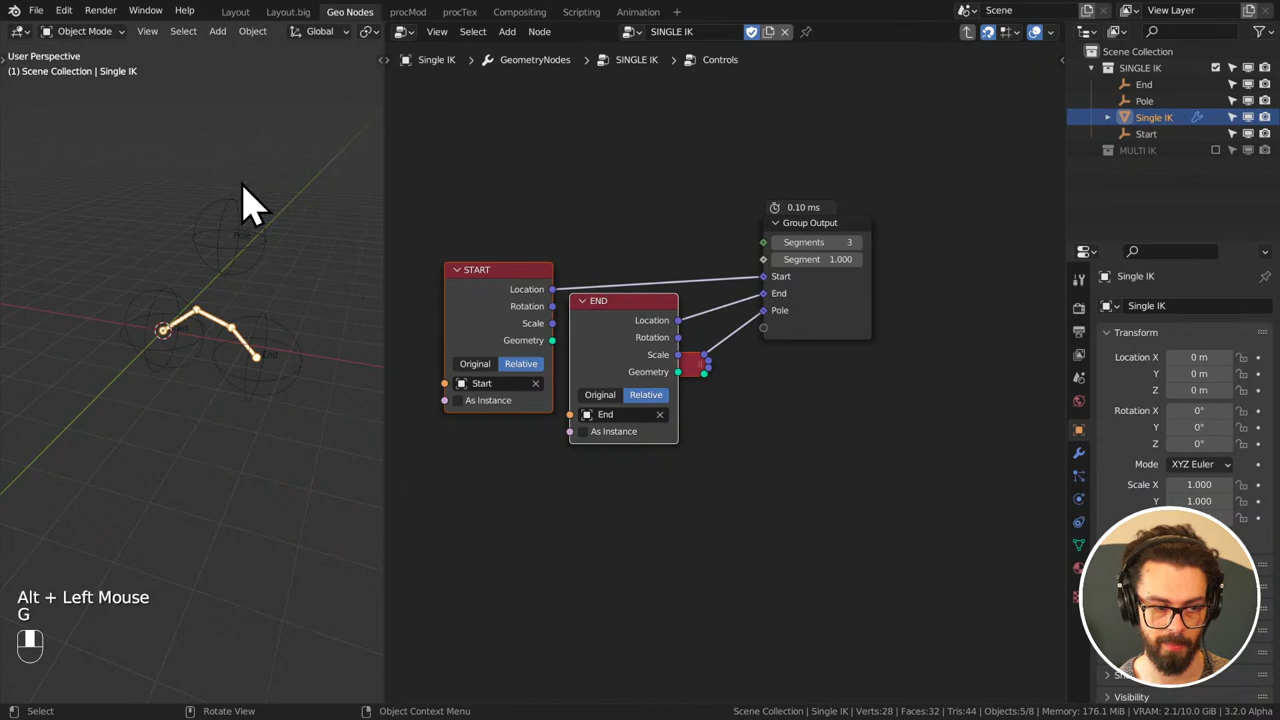 File Edit Render Window Help Layout Layout.big Geo Nodes procMod procTex Compositing Scripting Animation + Scene View Layer
Object Mode View Select Add Object Global View Select Add Node SINGLE IK
User Perspective
(1) Scene Collection | Single IK
Single IK > GeometryNodes > SINGLE IK > Controls
Scene Collection
SINGLE IK
End
Pole
Single IK
Start
MULTI IK
0.10 ms
Group Output
Segments 3
Segment 1.000
Start
End
Pole
START
Location
Rotation
Scale
Geometry
Original Relative
Start
As Instance
END
Location
Rotation
Scale
Geometry
Original Relative
End
As Instance
Pole
Start
End
Single IK
Single IK
Transform
Location X 0 m
Y 0 m
Z 0 m
Rotation X 0°
Y 0°
Z 0°
Mode XYZ Euler
Scale X 1.000
Y 1.000
Visibility
Alt + Left Mouse
G
Select Rotate View Object Context Menu Scene Collection | Single IK | Verts:28 | Faces:32 | Tris:44 | Objects:5/8 | Memory: 176.1 MiB | VRAM: 2.1/10.0 GiB | 3.2.0 Alpha